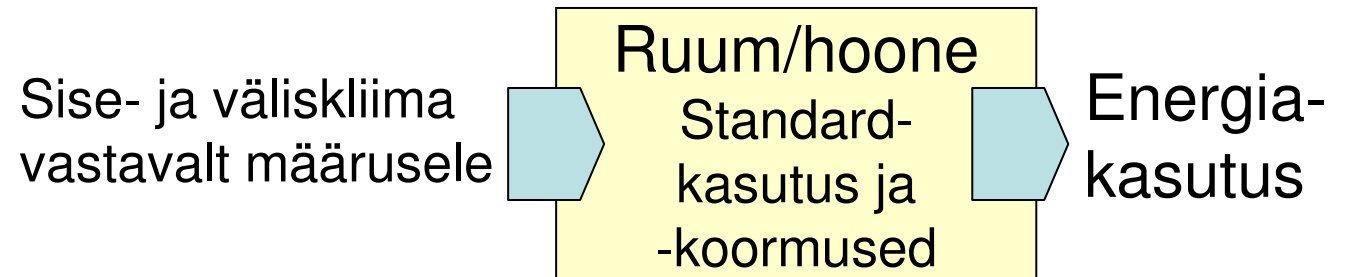 Sise- ja väliskliima
vastavalt määrusele
Ruum/hoone
Standard-
kasutus ja
-koormused
Energia-
kasutus